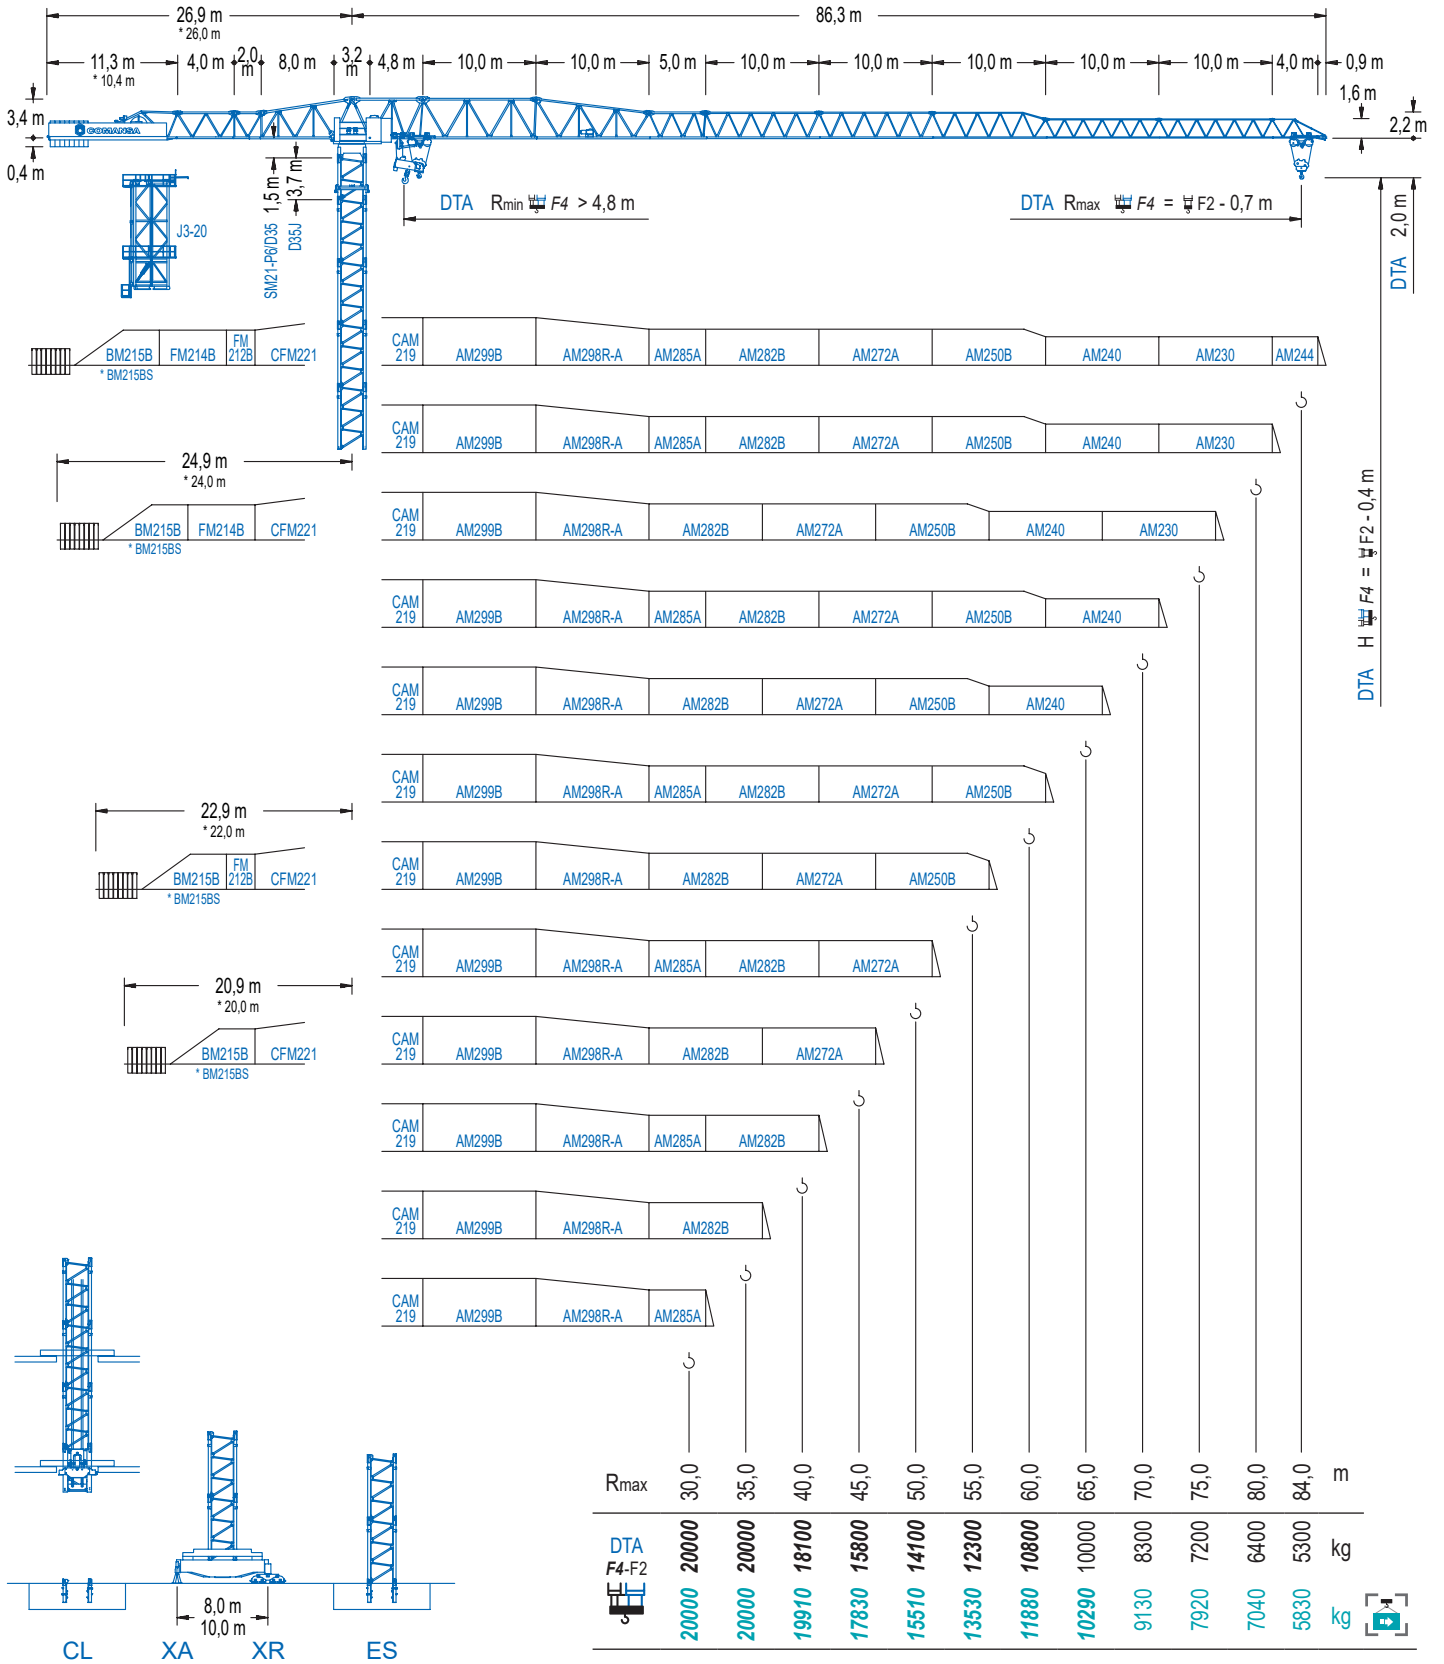 26,9 m
* 26,0 m
86,3 m
11,3 m
* 10,4 m
4,0 m
2,0 m
8,0 m
3,2 m
4,8 m
10,0 m
10,0 m
5,0 m
10,0 m
10,0 m
10,0 m
10,0 m
10,0 m
4,0 m
0,9 m
3,4 m
0,4 m
COMANSA
1,6 m
2,2 m
2,0 m
DTA
J3-20
1,5 m
SM21-P6/D35
3,7 m
D35J
DTA Rmin F4 > 4,8 m
DTA Rmax F4 = F2 - 0,7 m
DTA H F4 = F2 - 0,4 m
BM215B FM214B FM 212B CFM221
* BM215BS
CAM 219 AM299B AM298R-A AM285A AM282B AM272A AM250B AM240 AM230 AM244
CAM 219 AM299B AM298R-A AM285A AM282B AM272A AM250B AM240 AM230
24,9 m
* 24,0 m
BM215B FM214B CFM221
* BM215BS
CAM 219 AM299B AM298R-A AM282B AM272A AM250B AM240 AM230
CAM 219 AM299B AM298R-A AM285A AM282B AM272A AM250B AM240
CAM 219 AM299B AM298R-A AM282B AM272A AM250B AM240
CAM 219 AM299B AM298R-A AM285A AM282B AM272A AM250B
22,9 m
* 22,0 m
BM215B FM 212B CFM221
* BM215BS
CAM 219 AM299B AM298R-A AM282B AM272A AM250B
CAM 219 AM299B AM298R-A AM285A AM282B AM272A
20,9 m
* 20,0 m
BM215B CFM221
* BM215BS
CAM 219 AM299B AM298R-A AM282B AM272A
CAM 219 AM299B AM298R-A AM285A AM282B
CAM 219 AM299B AM298R-A AM282B
CAM 219 AM299B AM298R-A AM285A
Rmax 30,0 35,0 40,0 45,0 50,0 55,0 60,0 65,0 70,0 75,0 80,0 84,0 m
DTA
F4-F2
20000 20000 18100 15800 14100 12300 10800 10000 8300 7200 6400 5300 kg
20000 20000 19910 17830 15510 13530 11880 10290 9130 7920 7040 5830 kg
8,0 m
10,0 m
CL XA XR ES